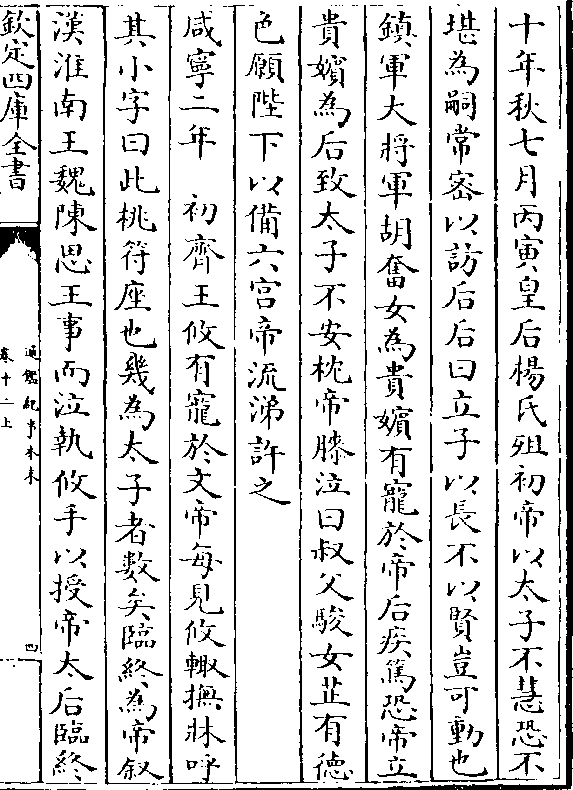 十年秋七月丙寅皇后楊氏殂初帝以太子不慧恐不
堪為嗣常密以訪后后曰立子以長不以賢豈可動也
鎮軍大將軍胡奮女為貴嬪有寵於帝后疾篤恐帝立
貴嬪為后致太子不安枕帝膝泣曰叔父駿女芷有德
色願陛下以備六宫帝流涕許之
咸寧二年　初齊王攸有寵於文帝每見攸輙撫牀呼
其小字曰此桃符座也幾為太子者數矣臨終為帝叙
漢淮南王魏陳思王事而泣執攸手以授帝太后臨終
欽定四庫全書
通鑑紀事本末
卷十二上
四